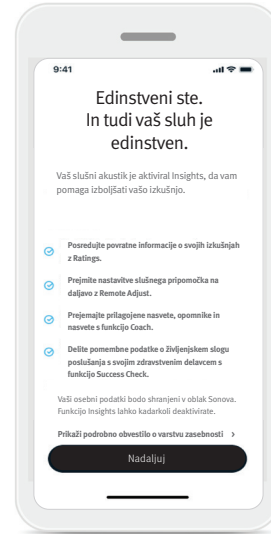 9:41
Edinstveni ste.
In tudi vaš sluh je
edinstven.
Vaš slušni akustik je aktiviral Insights, da vam
pomaga izboljšati vašo izkušnjo.
Posredujte povratne informacije o svojih izkušnjah
z Ratings.
Prejmite nastavitve slušnega pripomočka na
daljavo z Remote Adjust.
Prejemajte prilagojene nasvete, opomnike in
nasvete s funkcijo Coach.
Delite pomembne podatke o življenjskem slogu
poslušanja s svojim zdravstvenim delavcem s
funkcijo Success Check.
Vaši osebni podatki bodo shranjeni v oblak Sonova.
Funkcijo Insights lahko kadarkoli deaktivirate.
Prikaži podrobno obvestilo o varstvu zasebnosti >
Nadaljuj